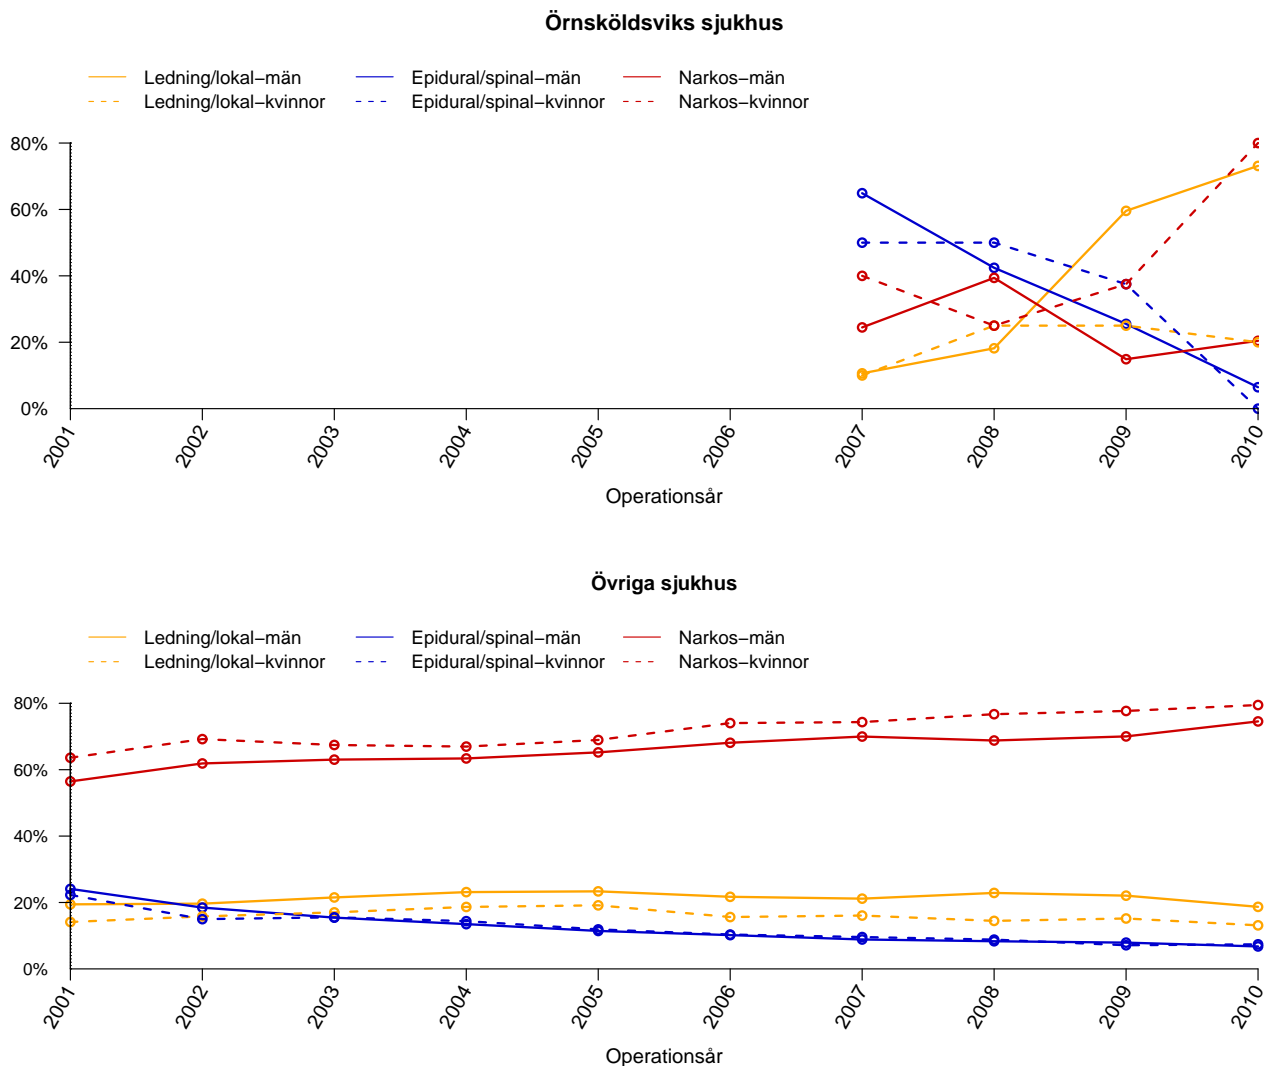 Örnsköldsviks sjukhus
Ledning/lokal−män Epidural/spinal−män Narkos−män
Ledning/lokal−kvinnor Epidural/spinal−kvinnor Narkos−kvinnor
80%
60%
40%
20%
0%
2001 2002 2003 2004 2005 2006 2007 2008 2009 2010
Operationsår
Övriga sjukhus
Ledning/lokal−män Epidural/spinal−män Narkos−män
Ledning/lokal−kvinnor Epidural/spinal−kvinnor Narkos−kvinnor
80%
60%
40%
20%
0%
2001 2002 2003 2004 2005 2006 2007 2008 2009 2010
Operationsår